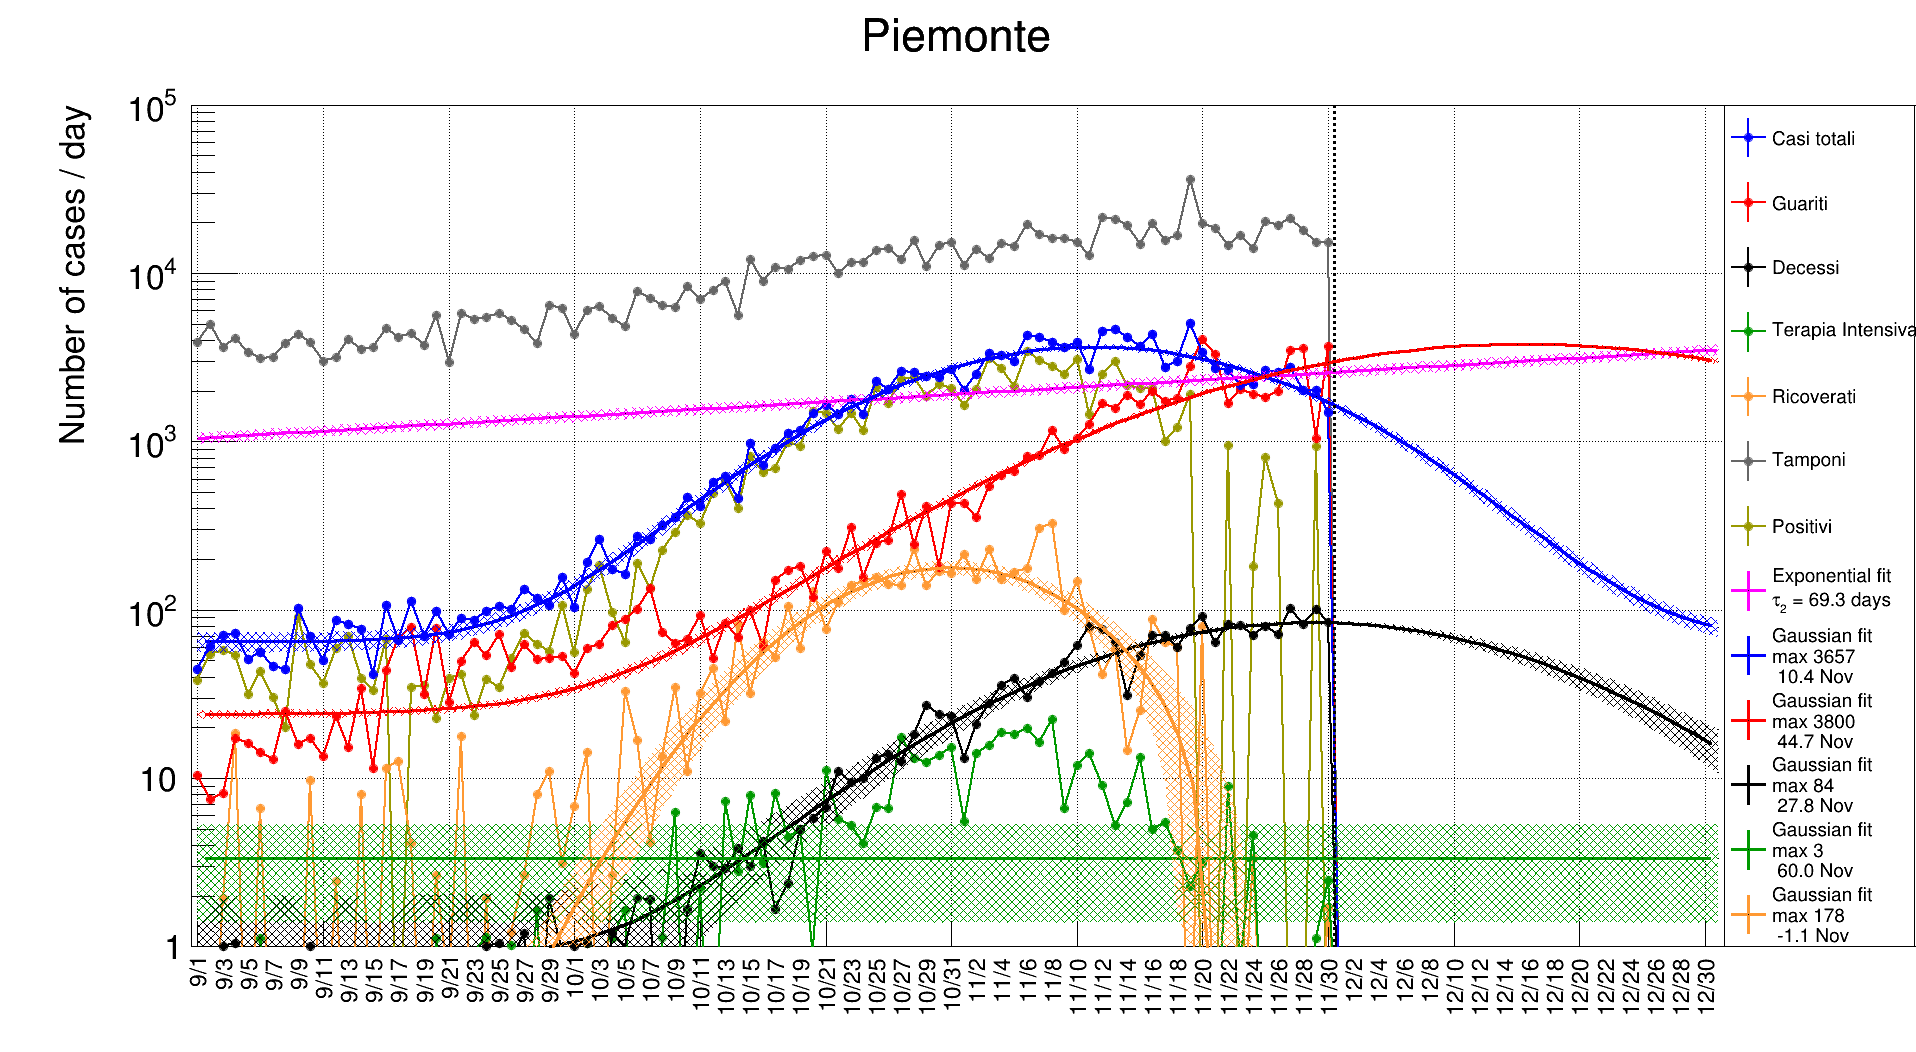 Piemonte
Number of cases / day
10^5
10^4
10^3
10^2
10
1
9/1
9/3
9/5
9/7
9/9
9/11
9/13
9/15
9/17
9/19
9/21
9/23
9/25
9/27
9/29
10/1
10/3
10/5
10/7
10/9
10/11
10/13
10/15
10/17
10/19
10/21
10/23
10/25
10/27
10/29
10/31
11/2
11/4
11/6
11/8
11/10
11/12
11/14
11/16
11/18
11/20
11/22
11/24
11/26
11/28
11/30
12/2
12/4
12/6
12/8
12/10
12/12
12/14
12/16
12/18
12/20
12/22
12/24
12/26
12/28
12/30
Casi totali
Guariti
Decessi
Terapia Intensiva
Ricoverati
Tamponi
Positivi
Exponential fit
τ₂ = 69.3 days
Gaussian fit
max 3657
10.4 Nov
Gaussian fit
max 3800
44.7 Nov
Gaussian fit
max 84
27.8 Nov
Gaussian fit
max 3
60.0 Nov
Gaussian fit
max 178
-1.1 Nov